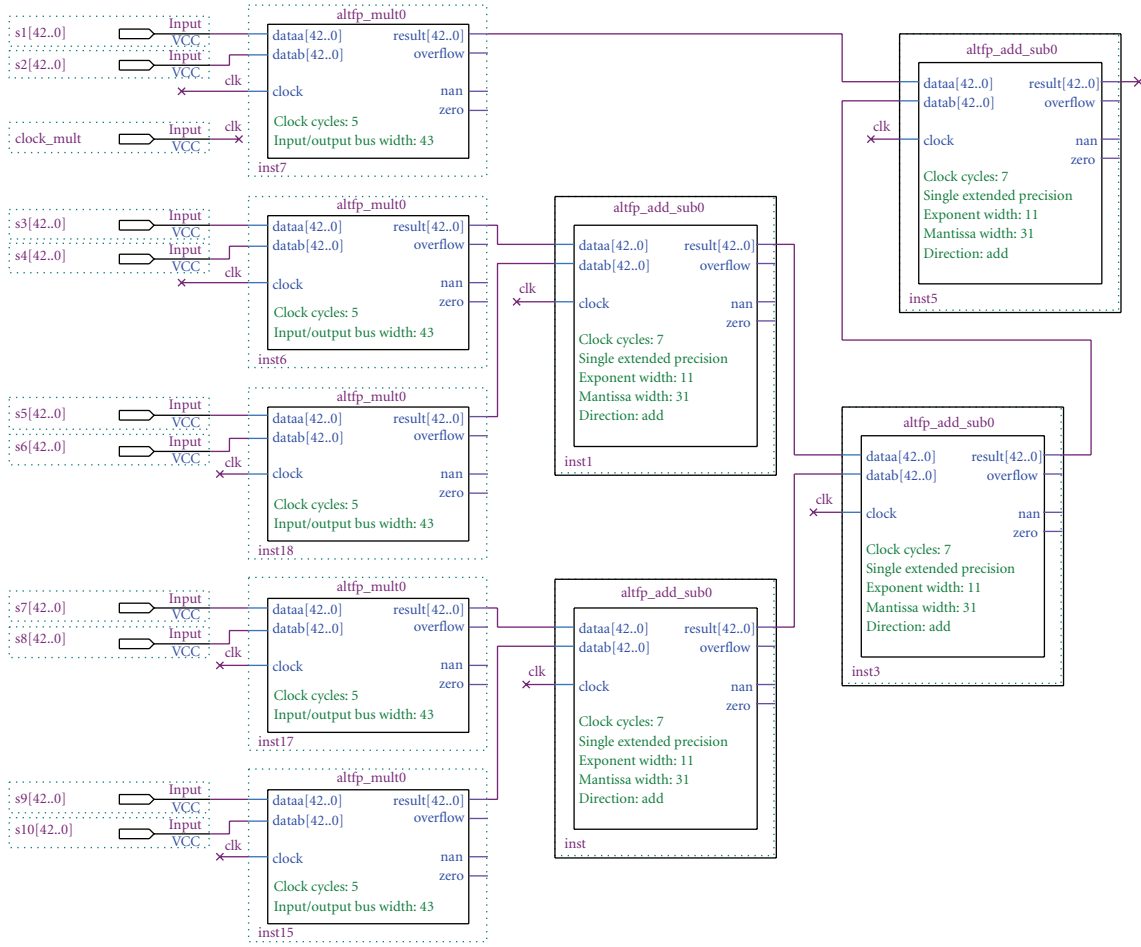 altfp_mult0
s1[42..0]
Input
VCC
s2[42..0]
Input
VCC
clk
dataa[42..0]
result[42..0]
databl[42..0]
overflow
clock
nan
zero
Clock cycles: 5
Input/output bus width: 43
inst7
clock_mult
Input
VCC
clk
altfp_add_sub0
dataa[42..0]
result[42..0]
datab[42..0]
overflow
clk
clock
nan
zero
Clock cycles: 7
Single extended precision
Exponent width: 11
Mantissa width: 31
Direction: add
inst5
altfp_mult0
s3[42..0]
Input
VCC
s4[42..0]
Input
VCC
clk
dataa[42..0]
result[42..0]
datab[42..0]
overflow
clock
nan
zero
Clock cycles: 5
Input/output bus width: 43
inst6
altfp_add_sub0
dataa[42..0]
result[42..0]
datab[42..0]
overflow
clk
clock
nan
zero
Clock cycles: 7
Single extended precision
Exponent width: 11
Mantissa width: 31
Direction: add
inst1
altfp_mult0
s5[42..0]
Input
VCC
s6[42..0]
Input
VCC
clk
dataa[42..0]
result[42..0]
datab[42..0]
overflow
clock
nan
zero
Clock cycles: 5
Input/output bus width: 43
inst18
altfp_add_sub0
dataa[42..0]
result[42..0]
datab[42..0]
overflow
clk
clock
nan
zero
Clock cycles: 7
Single extended precision
Exponent width: 11
Mantissa width: 31
Direction: add
inst3
altfp_mult0
s7[42..0]
Input
VCC
s8[42..0]
Input
VCC
clk
dataa[42..0]
result[42..0]
datab[42..0]
overflow
clock
nan
zero
Clock cycles: 5
Input/output bus width: 43
inst17
altfp_add_sub0
dataa[42..0]
result[42..0]
datab[42..0]
overflow
clk
clock
nan
zero
Clock cycles: 7
Single extended precision
Exponent width: 11
Mantissa width: 31
Direction: add
inst
altfp_mult0
s9[42..0]
Input
VCC
s10[42..0]
Input
VCC
clk
dataa[42..0]
result[42..0]
datab[42..0]
overflow
clock
nan
zero
Clock cycles: 5
Input/output bus width: 43
inst15